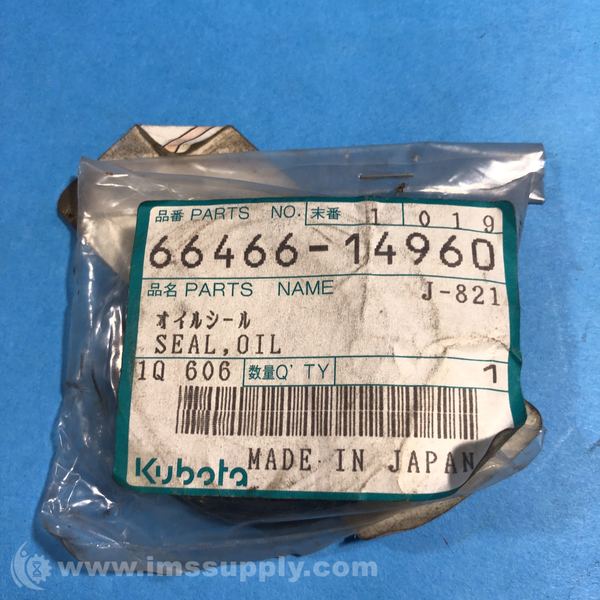 品番 PARTS NO. 末番 1 019
66466-14960
品名 PARTS NAME J-821
オイルシール
SEAL,OIL
1Q 606 数量Q'TY 1
Kubota MADE IN JAPAN
www.imssupply.com